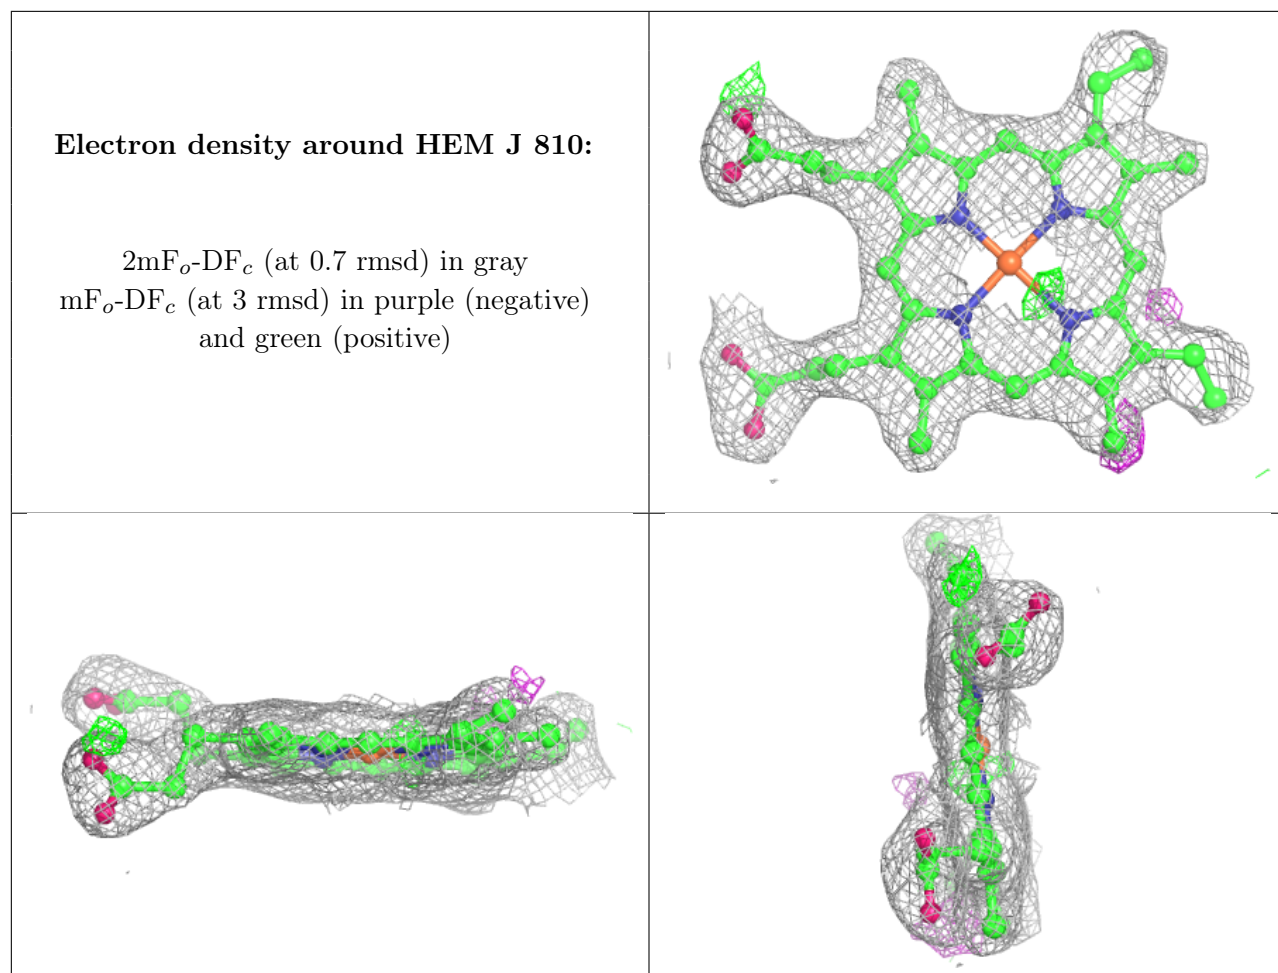 Electron density around HEM J 810:
2mFₒ-DF𝒸 (at 0.7 rmsd) in gray
mFₒ-DF𝒸 (at 3 rmsd) in purple (negative)
and green (positive)